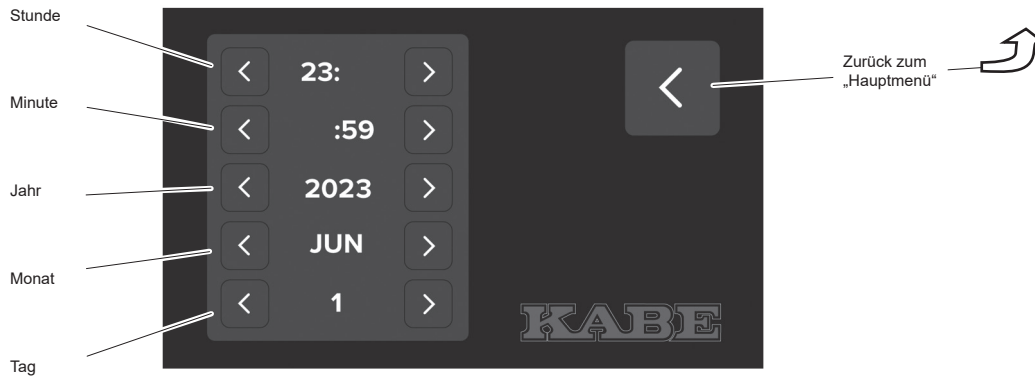 Stunde
23:
Zurück zum
„Hauptmenü“
Minute
:59
Jahr
2023
JUN
Monat
1
KABE
Tag